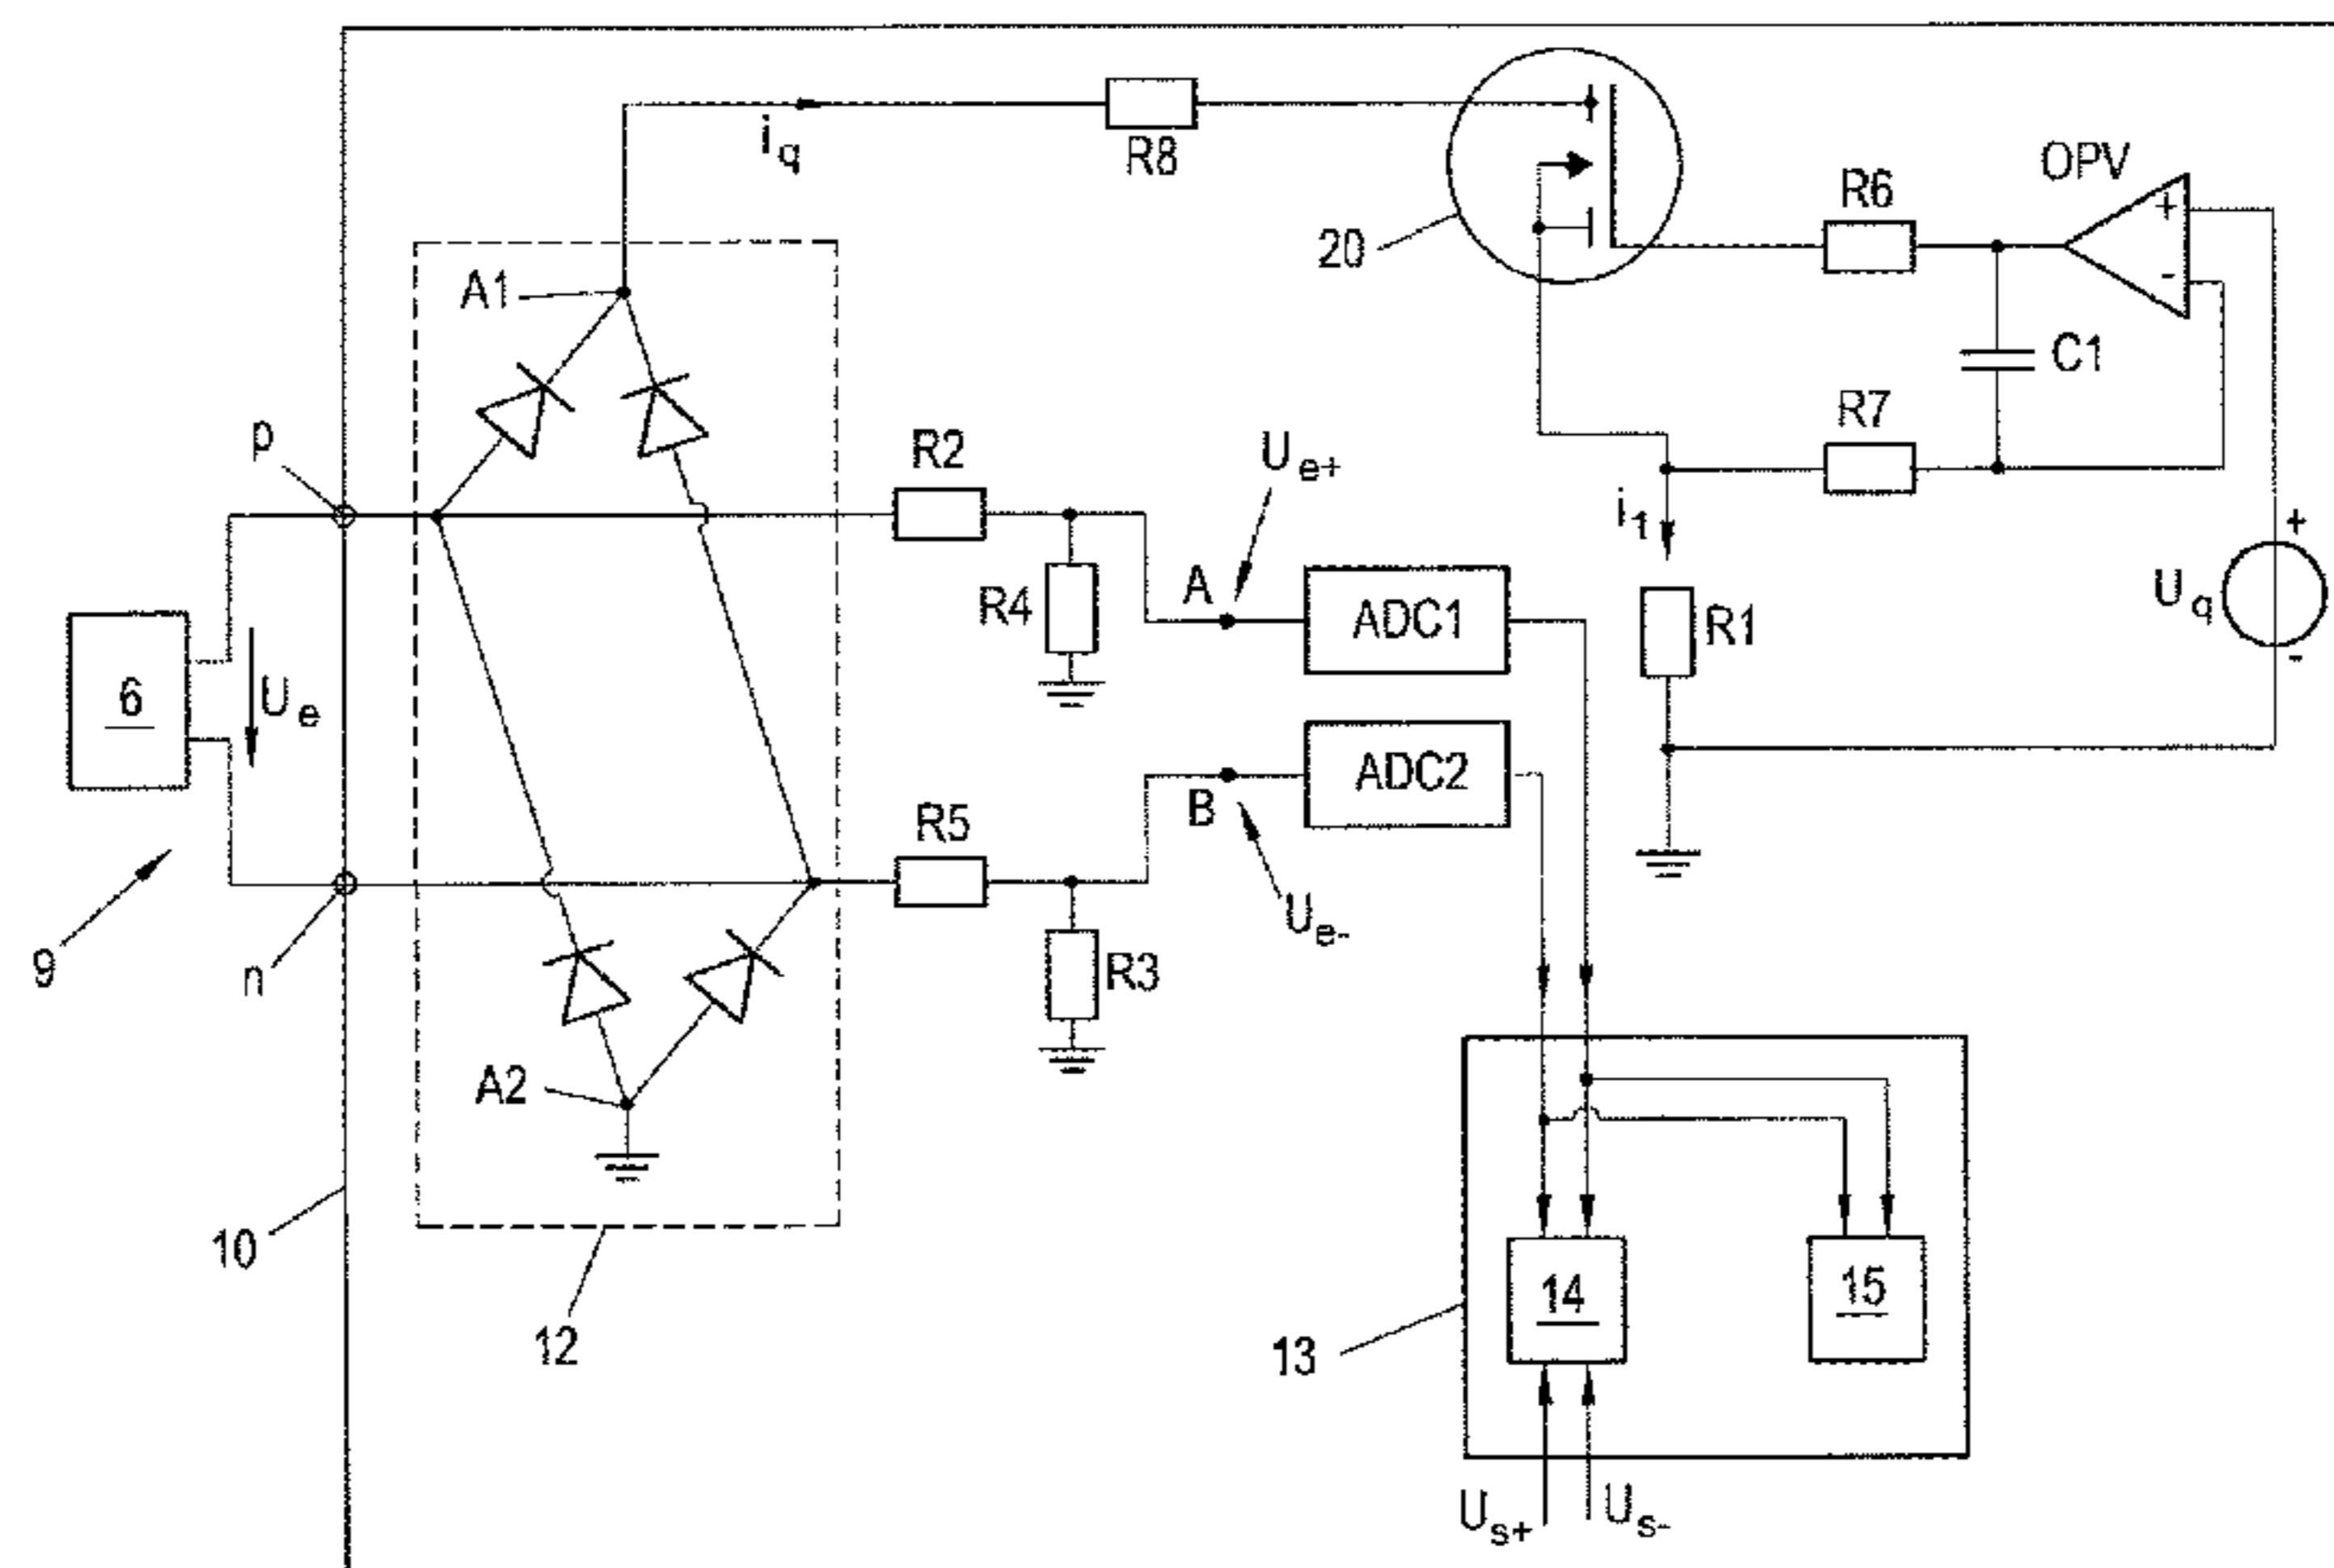 i q
R8
20
R6
OPV
+
-
A1
C1
R7
p
R2
U e+
i 1
+
U q
-
A
R4
ADC1
R1
6
U e
ADC2
B
R5
U e-
9
n
R3
A2
10
12
13
14
15
U s+
U s-